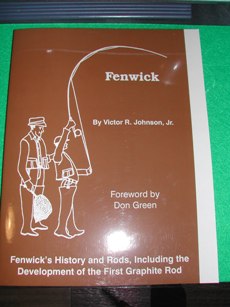 Fenwick
By Victor R. Johnson, Jr.
Foreword by
Don Green
Fenwick's History and Rods, Including the
Development of the First Graphite Rod